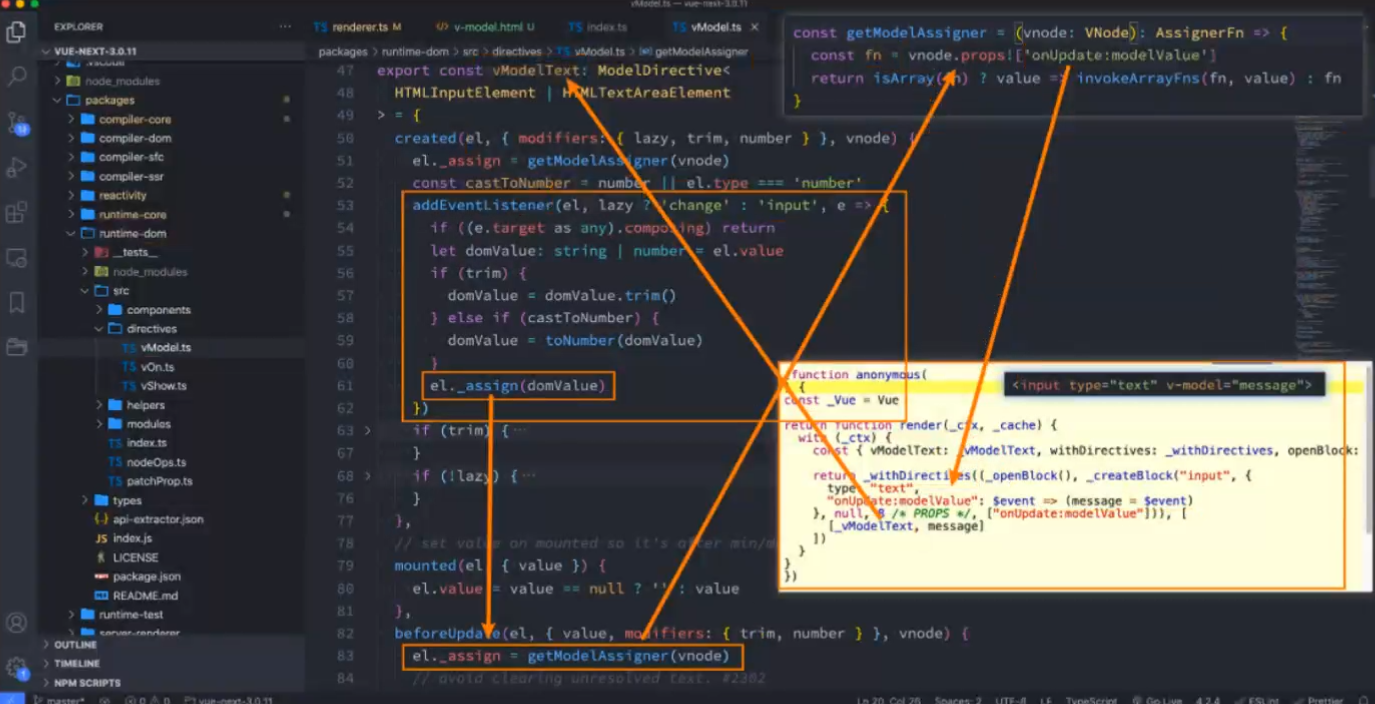 vModel.ts — vue-next-3.0.11
EXPLORER
VUE-NEXT-3.0.11
.vscode
node_modules
packages
compiler-core
compiler-dom
compiler-sfc
compiler-ssr
reactivity
runtime-core
runtime-dom
__tests__
node_modules
src
components
directives
TS vModel.ts
TS vOn.ts
TS vShow.ts
helpers
modules
TS index.ts
TS nodeOps.ts
TS patchProp.ts
types
{-} api-extractor.json
JS index.js
LICENSE
package.json
README.md
runtime-test
server-renderer
OUTLINE
TIMELINE
NPM SCRIPTS
TS renderer.ts M
<> v-model.html U
TS index.ts
TS vModel.ts ×
packages > runtime-dom > src > directives > TS vModel.ts > getModelAssigner
47 export const vModelText: ModelDirective<
48 HTMLInputElement | HTMLTextAreaElement
49 > = {
50 created(el, { modifiers: { lazy, trim, number } }, vnode) {
51 el._assign = getModelAssigner(vnode)
52 const castToNumber = number || el.type === 'number'
53 addEventListener(el, lazy ? 'change' : 'input', e => {
54 if ((e.target as any).composing) return
55 let domValue: string | number = el.value
56 if (trim) {
57 domValue = domValue.trim()
58 } else if (castToNumber) {
59 domValue = toNumber(domValue)
60 }
61 el._assign(domValue)
62 })
63 if (trim) {···
67 }
68 if (!lazy) {···
76 }
77 },
78 // set value on mounted so it's after min/m
79 mounted(el, { value }) {
80 el.value = value == null ? '' : value
81 },
82 beforeUpdate(el, { value, modifiers: { trim, number } }, vnode) {
83 el._assign = getModelAssigner(vnode)
84 // avoid clearing unresolved text. #2302
const getModelAssigner = (vnode: VNode): AssignerFn => {
const fn = vnode.props!['onUpdate:modelValue']
return isArray(fn) ? value => invokeArrayFns(fn, value) : fn
}
<input type="text" v-model="message">
(function anonymous(
) {
const _Vue = Vue
return function render(_ctx, _cache) {
with (_ctx) {
const { vModelText: _vModelText, withDirectives: _withDirectives, openBlock:
return _withDirectives((_openBlock(), _createBlock("input", {
type: "text",
"onUpdate:modelValue": $event => (message = $event)
}, null, 8 /* PROPS */, ["onUpdate:modelValue"])), [
[_vModelText, message]
])
}
}
})
master*
0 0
vue-next-3.0.11
Ln 20, Col 26
Spaces: 2
UTF-8
LF
TypeScript
Go Live
4.2.4
ESLint
Prettier